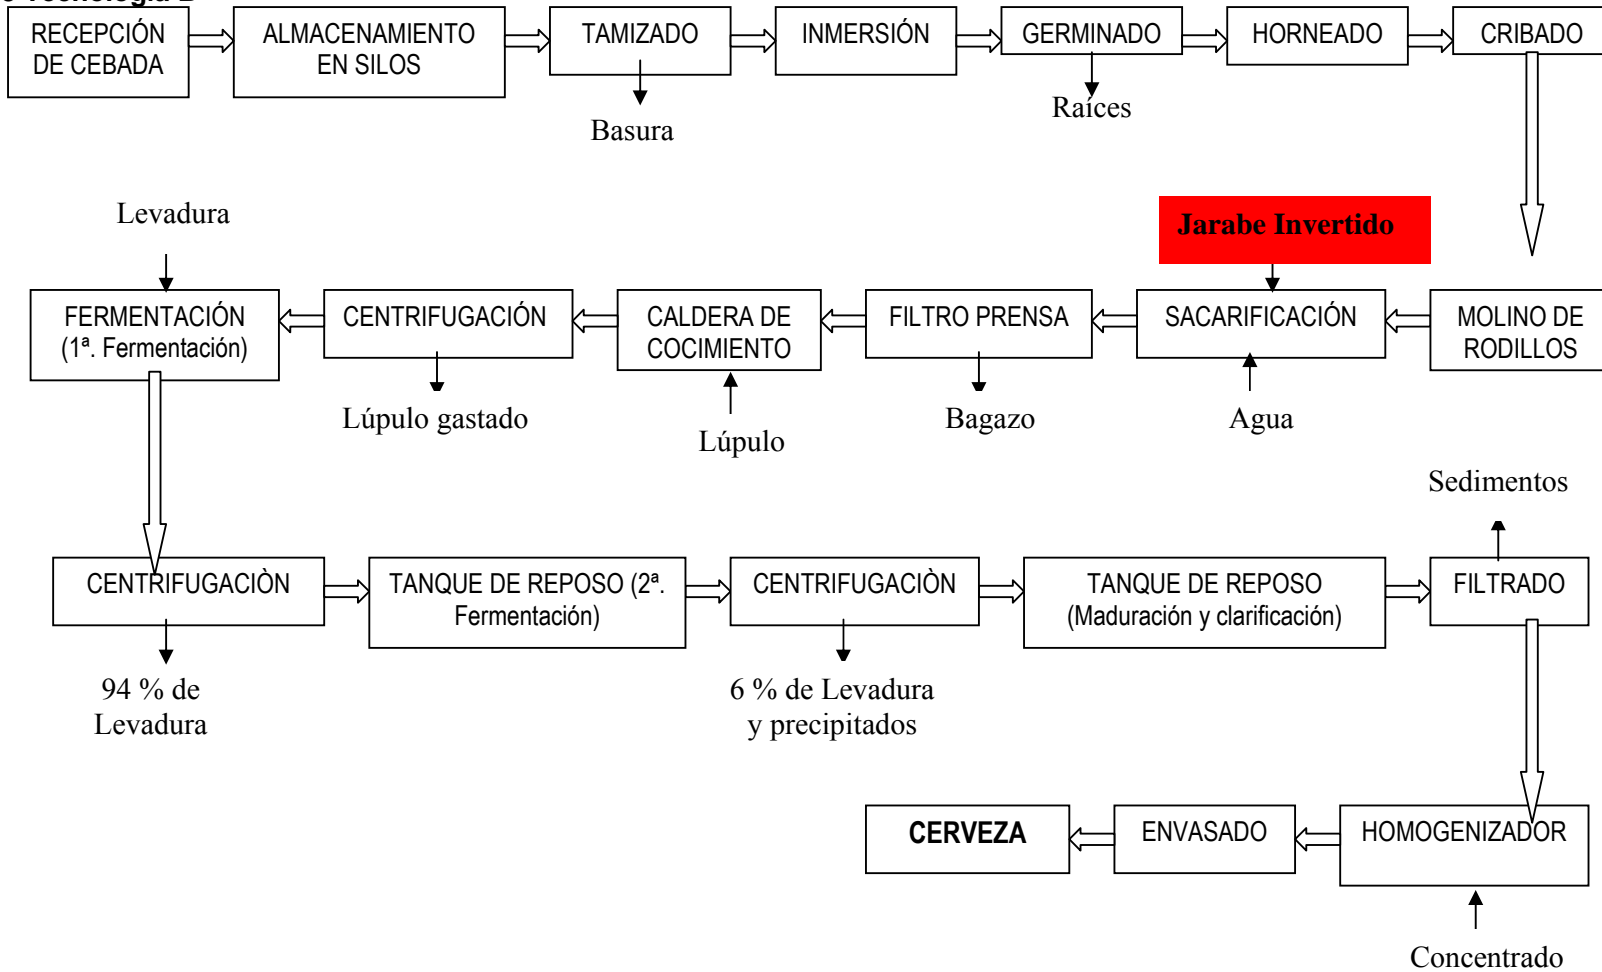 Tecnología B
RECEPCIÓN
DE CEBADA
ALMACENAMIENTO
EN SILOS
TAMIZADO
INMERSIÓN
GERMINADO
HORNEADO
CRIBADO
Basura
Raíces
Levadura
Jarabe Invertido
FERMENTACIÓN
(1ª. Fermentación)
CENTRIFUGACIÓN
CALDERA DE
COCIMIENTO
FILTRO PRENSA
SACARIFICACIÓN
MOLINO DE
RODILLOS
Lúpulo gastado
Lúpulo
Bagazo
Agua
Sedimentos
CENTRIFUGACIÒN
TANQUE DE REPOSO (2ª.
Fermentación)
CENTRIFUGACIÒN
TANQUE DE REPOSO
(Maduración y clarificación)
FILTRADO
94 % de
Levadura
6 % de Levadura
y precipitados
CERVEZA
ENVASADO
HOMOGENIZADOR
Concentrado